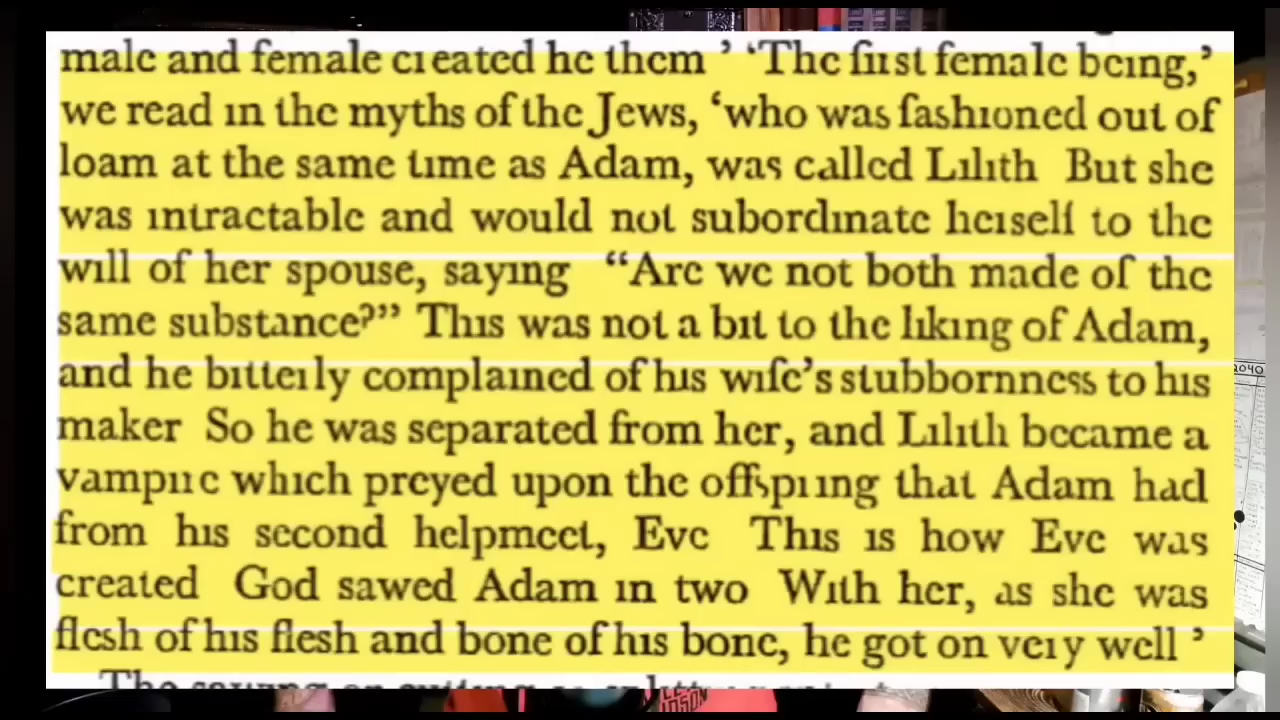 male and female created he them ’ ‘The first female being,’
we read in the myths of the Jews, ‘who was fashioned out of
loam at the same time as Adam, was called Lilith But she
was intractable and would not subordinate herself to the
will of her spouse, saying “Are we not both made of the
same substance?” This was not a bit to the liking of Adam,
and he bitterly complained of his wife’s stubbornness to his
maker So he was separated from her, and Lilith became a
vampire which preyed upon the offspring that Adam had
from his second helpmeet, Eve This is how Eve was
created God sawed Adam in two With her, as she was
flesh of his flesh and bone of his bone, he got on very well ’
The
2040